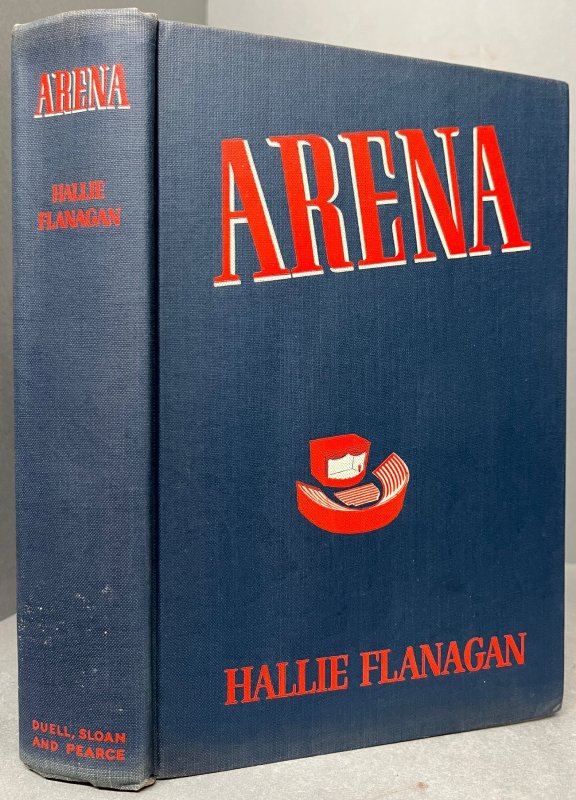 ARENA
HALLIE
FLANAGAN
DUELL, SLOAN
AND PEARCE
ARENA
HALLIE FLANAGAN